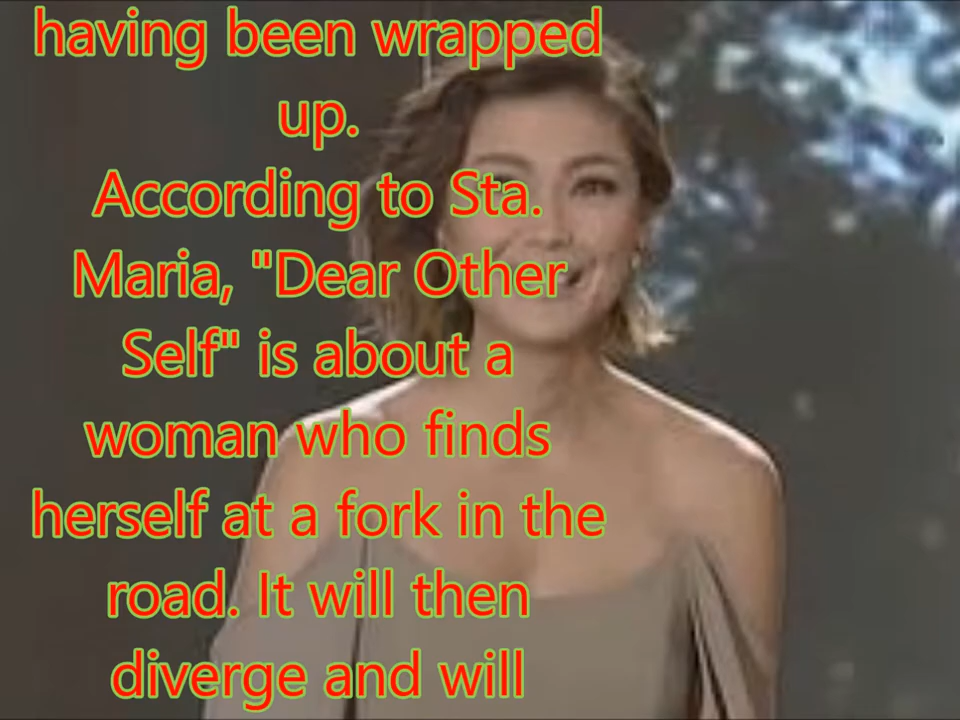 having been wrapped
up.
According to Sta.
Maria, "Dear Other
Self" is about a
woman who finds
herself at a fork in the
road. It will then
diverge and will